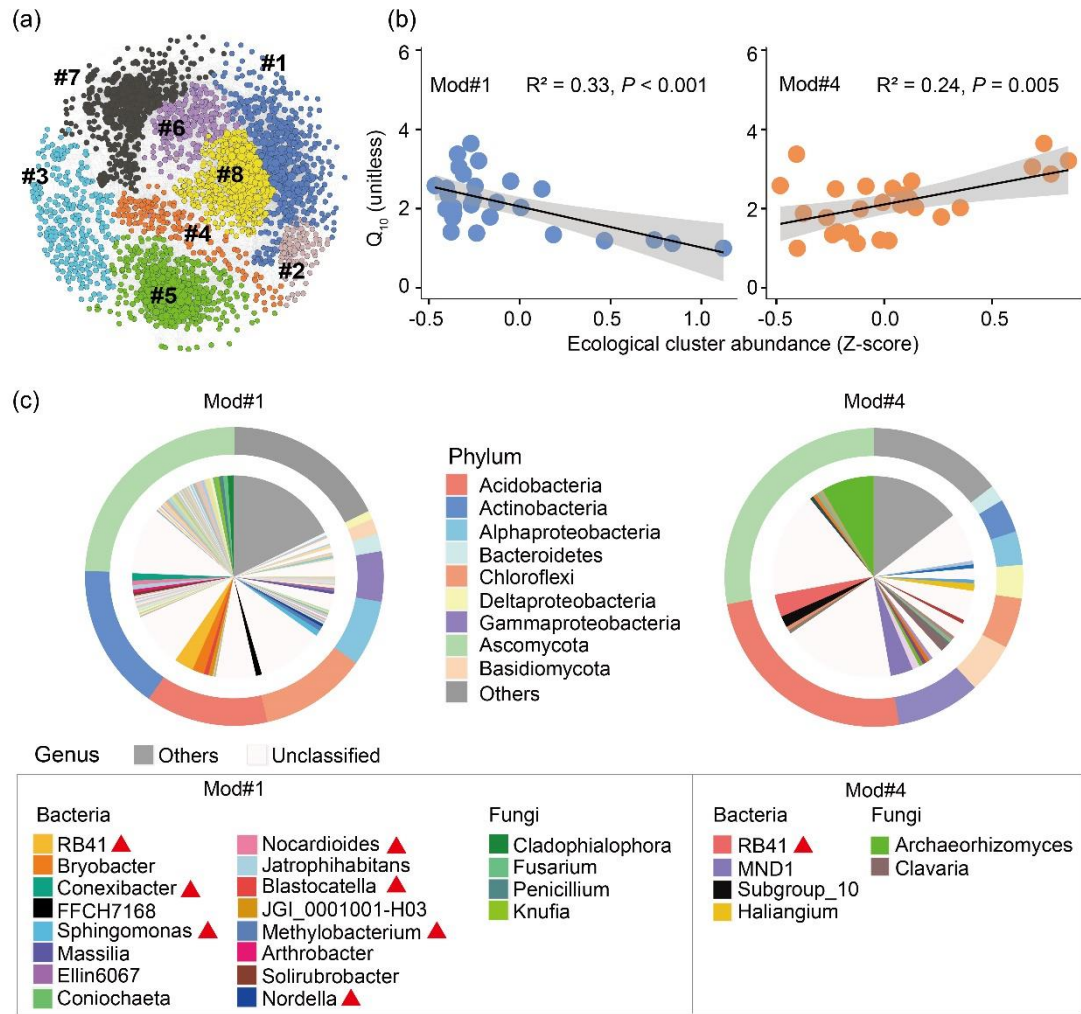 (a)
#7
#1
#6
#3
#8
#4
#2
#5
(b)
6
4
2
0
Q₁₀ (unitless)
Mod#1
R² = 0.33, P < 0.001
-0.5
0.0
0.5
1.0
6
4
2
0
Mod#4
R² = 0.24, P = 0.005
-0.5
0.0
0.5
Ecological cluster abundance (Z-score)
(c)
Mod#1
Phylum
Acidobacteria
Actinobacteria
Alphaproteobacteria
Bacteroidetes
Chloroflexi
Deltaproteobacteria
Gammaproteobacteria
Ascomycota
Basidiomycota
Others
Mod#4
Genus
Others
Unclassified
Mod#1
Bacteria
RB41
Bryobacter
Conexibacter
FFCH7168
Sphingomonas
Massilia
Ellin6067
Coniochaeta
Nocardioides
Jatrophihabitans
Blastocatella
JGI_0001001-H03
Methylobacterium
Arthrobacter
Solirubrobacter
Nordella
Fungi
Cladophialophora
Fusarium
Penicillium
Knufia
Mod#4
Bacteria
RB41
MND1
Subgroup_10
Haliangium
Fungi
Archaeorhizomyces
Clavaria